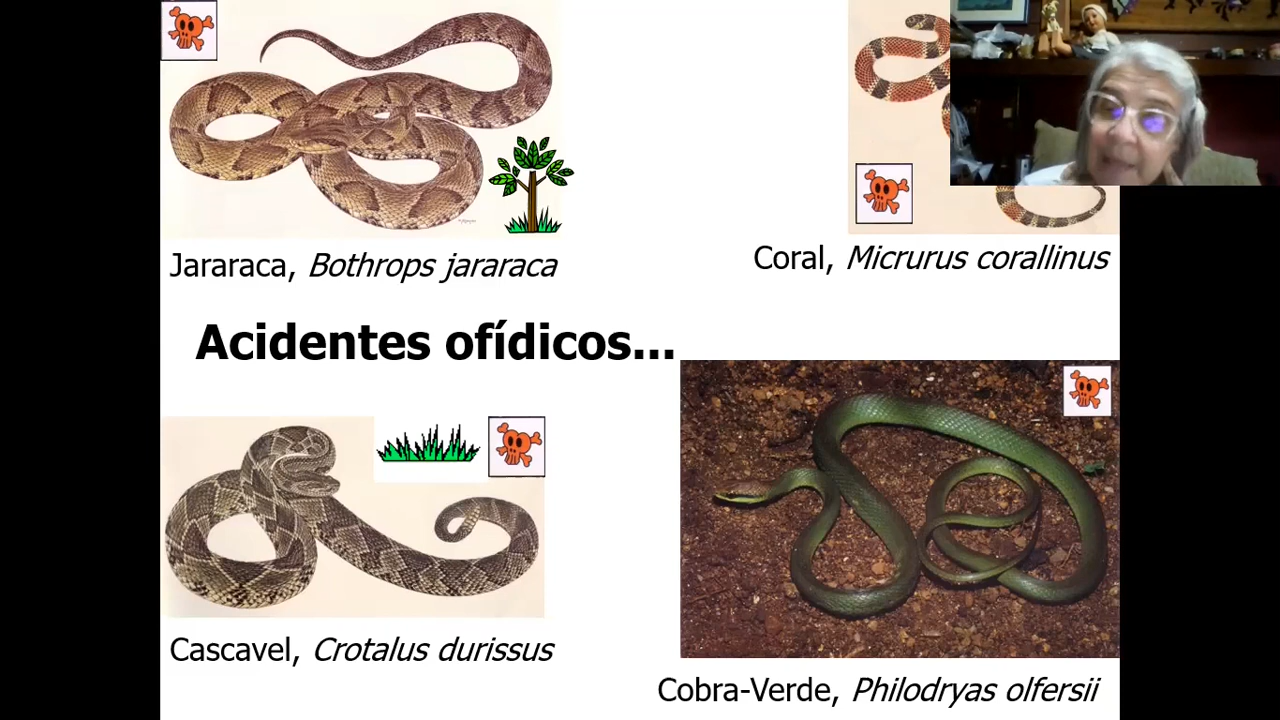 Jararaca, Bothrops jararaca
Coral, Micrurus corallinus
Acidentes ofídicos...
Cascavel, Crotalus durissus
Cobra-Verde, Philodryas olfersii